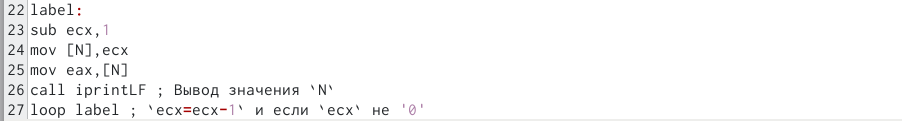 22 label:
23 sub ecx,1
24 mov [N],ecx
25 mov eax,[N]
26 call iprintLF ; Вывод значения `N`
27 loop label ; `ecx=ecx-1` и если `ecx` не '0'